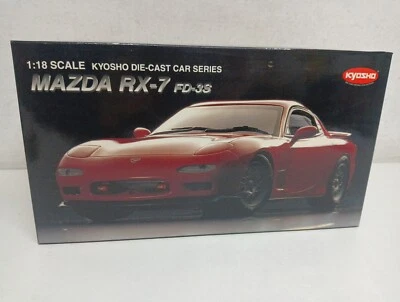 1:18 SCALE KYOSHO DIE-CAST CAR SERIES
MAZDA RX-7 FD-3S
KYOSHO